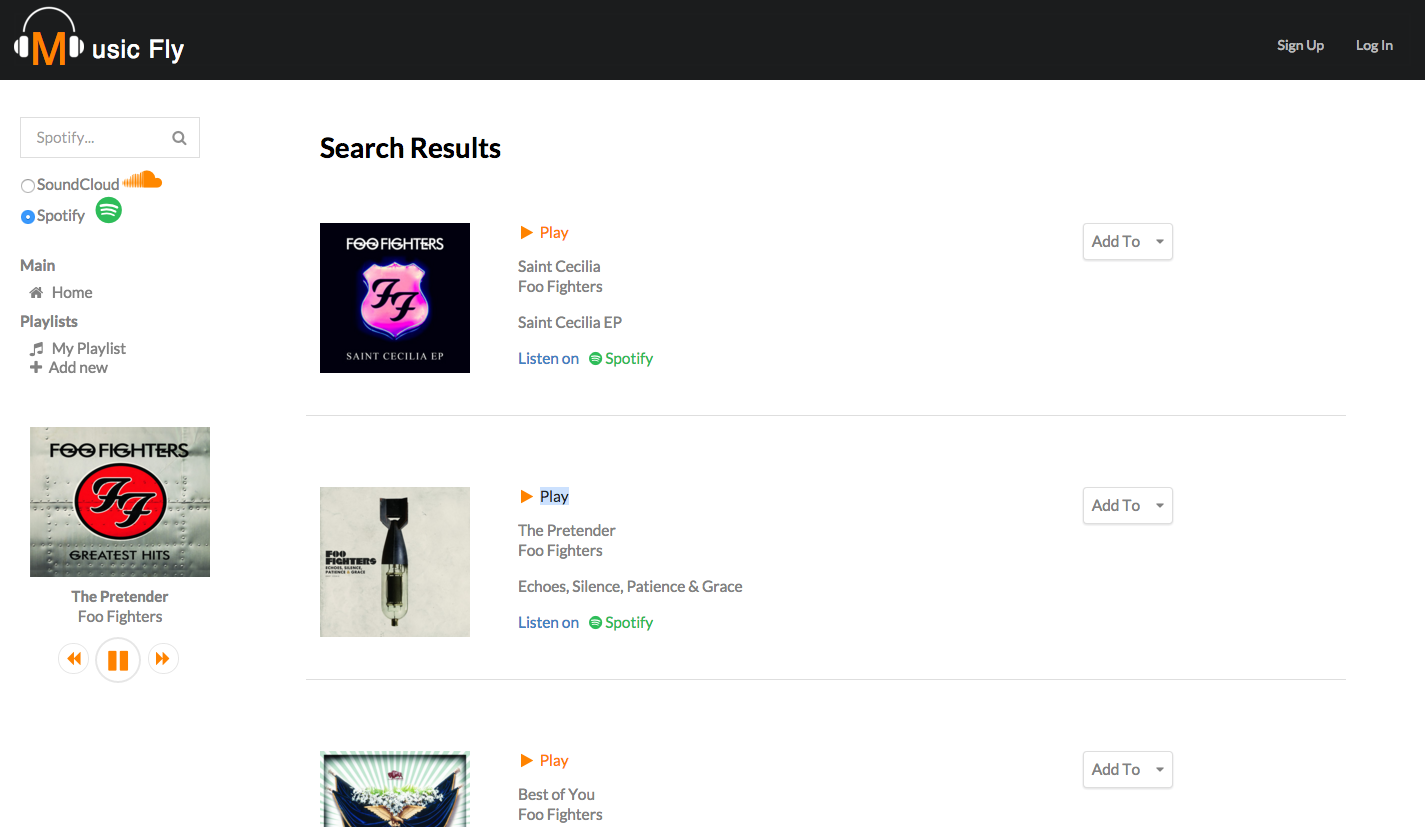 Music Fly
Sign Up
Log In
Spotify...
SoundCloud
Spotify
Main
Home
Playlists
My Playlist
Add new
FOO FIGHTERS
FF
GREATEST HITS
The Pretender
Foo Fighters
Search Results
FOO FIGHTERS
FF
SAINT CECILIA EP
Play
Saint Cecilia
Foo Fighters
Saint Cecilia EP
Listen on Spotify
Add To
FOO
FIGHTERS
ECHOES, SILENCE,
PATIENCE & GRACE
Play
The Pretender
Foo Fighters
Echoes, Silence, Patience & Grace
Listen on Spotify
Add To
Play
Best of You
Foo Fighters
Add To